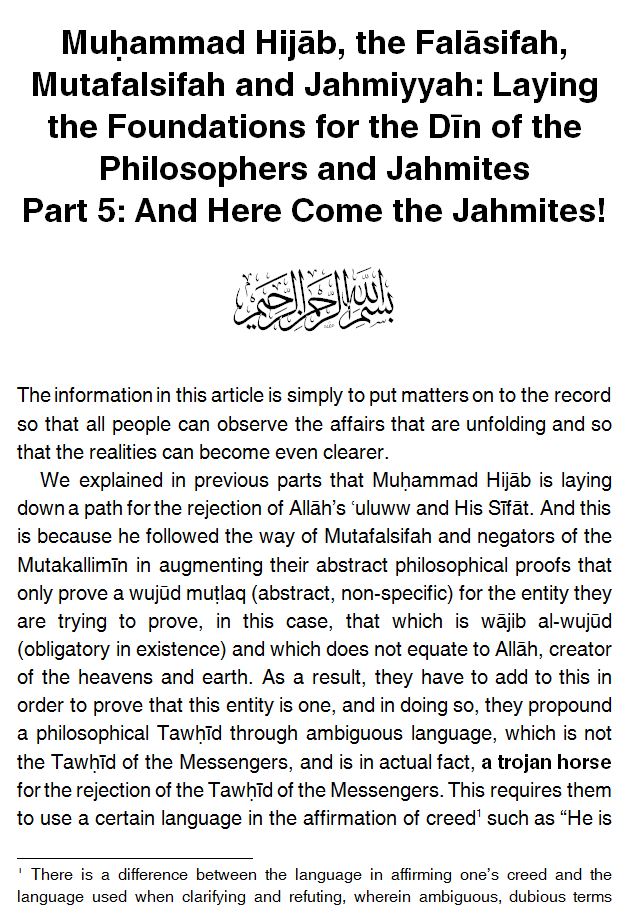 Muḥammad Hijāb, the Falāsifah,
Mutafalsifah and Jahmiyyah: Laying
the Foundations for the Dīn of the
Philosophers and Jahmites
Part 5: And Here Come the Jahmites!
بسم الله الرحمن الرحيم
The information in this article is simply to put matters on to the record
so that all people can observe the affairs that are unfolding and so
that the realities can become even clearer.
We explained in previous parts that Muḥammad Hijāb is laying
down a path for the rejection of Allāh’s ʿuluww and His Sīfāt. And this
is because he followed the way of Mutafalsifah and negators of the
Mutakallimīn in augmenting their abstract philosophical proofs that
only prove a wujūd muṭlaq (abstract, non-specific) for the entity they
are trying to prove, in this case, that which is wājib al-wujūd
(obligatory in existence) and which does not equate to Allāh, creator
of the heavens and earth. As a result, they have to add to this in
order to prove that this entity is one, and in doing so, they propound
a philosophical Tawḥīd through ambiguous language, which is not
the Tawḥīd of the Messengers, and is in actual fact, a trojan horse
for the rejection of the Tawḥīd of the Messengers. This requires them
to use a certain language in the affirmation of creed¹ such as “He is
¹ There is a difference between the language in affirming one’s creed and the
language used when clarifying and refuting, wherein ambiguous, dubious terms